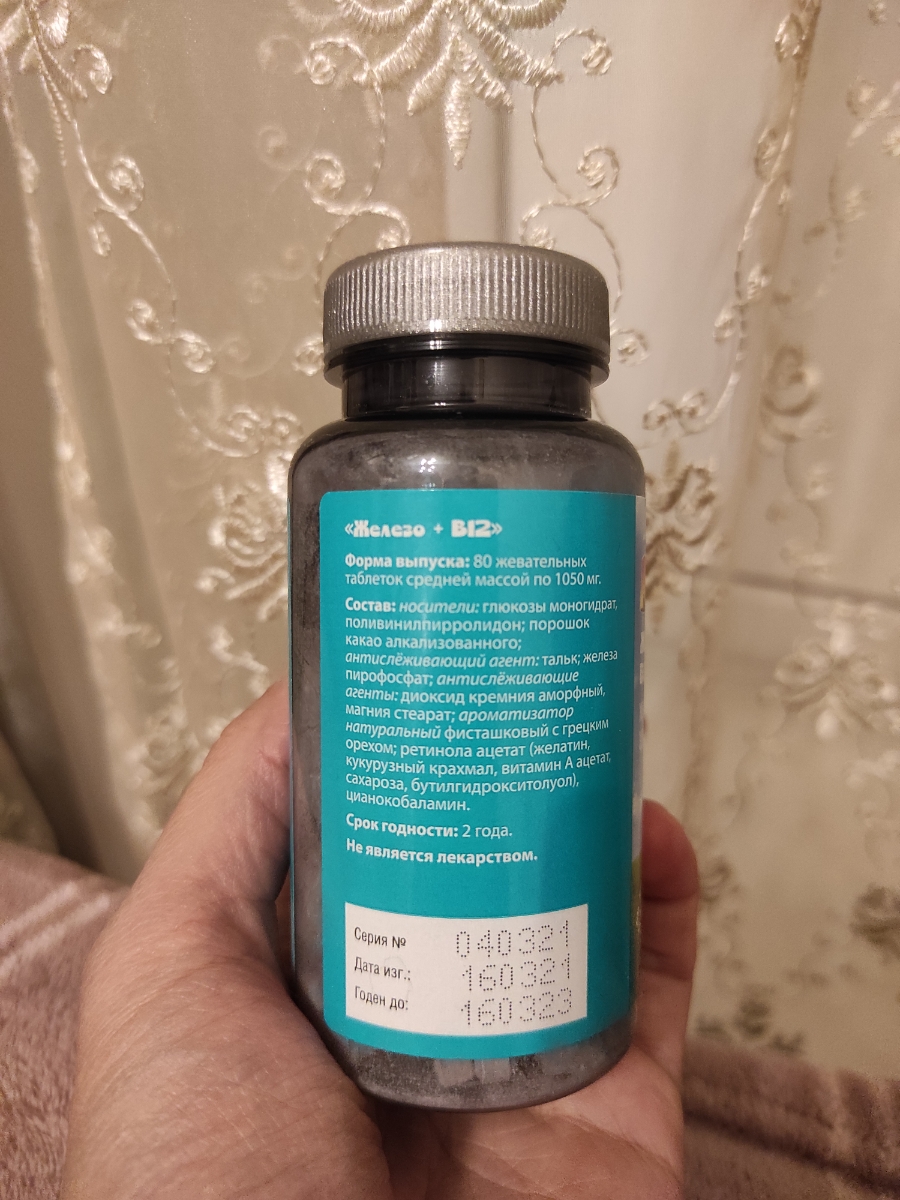 «Железо + В12»
Форма выпуска: 80 жевательных
таблеток средней массой по 1050 мг.
Состав: носители: глюкозы моногидрат,
поливинилпирролидон; порошок
какао алкализованного;
антислёживающий агент: тальк; железа
пирофосфат; антислёживающие
агенты: диоксид кремния аморфный,
магния стеарат; ароматизатор
натуральный фисташковый с грецким
орехом; ретинола ацетат (желатин,
кукурузный крахмал, витамин А ацетат,
сахароза, бутилгидрокситолуол),
цианокобаламин.
Срок годности: 2 года.
Не является лекарством.
Серия № 040321
Дата изг.: 160321
Годен до: 160323